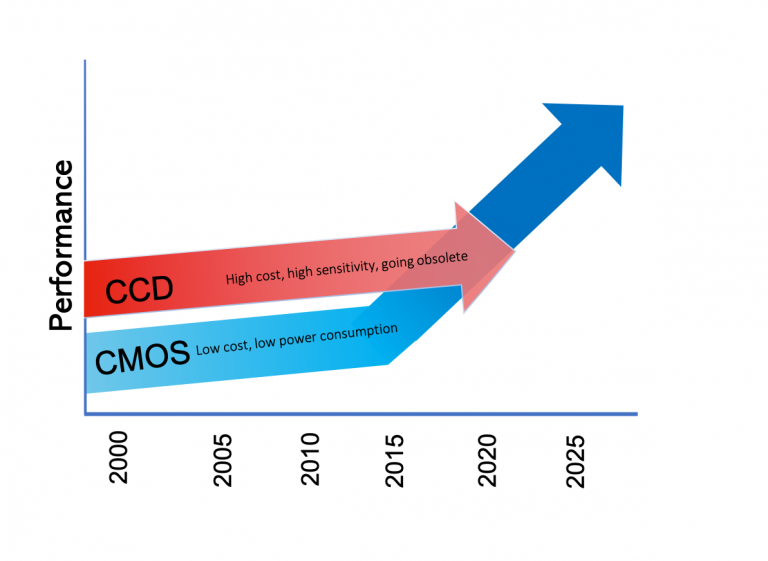 Performance
CCD
High cost, high sensitivity, going obsolete
CMOS
Low cost, low power consumption
2000
2005
2010
2015
2020
2025